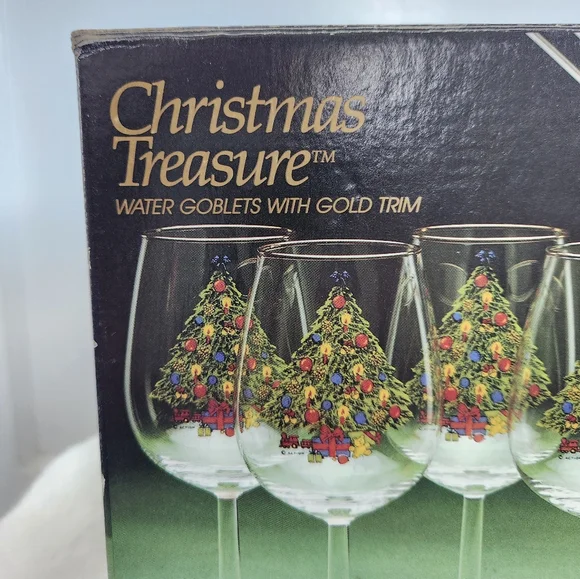 Christmas
Treasure™
WATER GOBLETS WITH GOLD TRIM